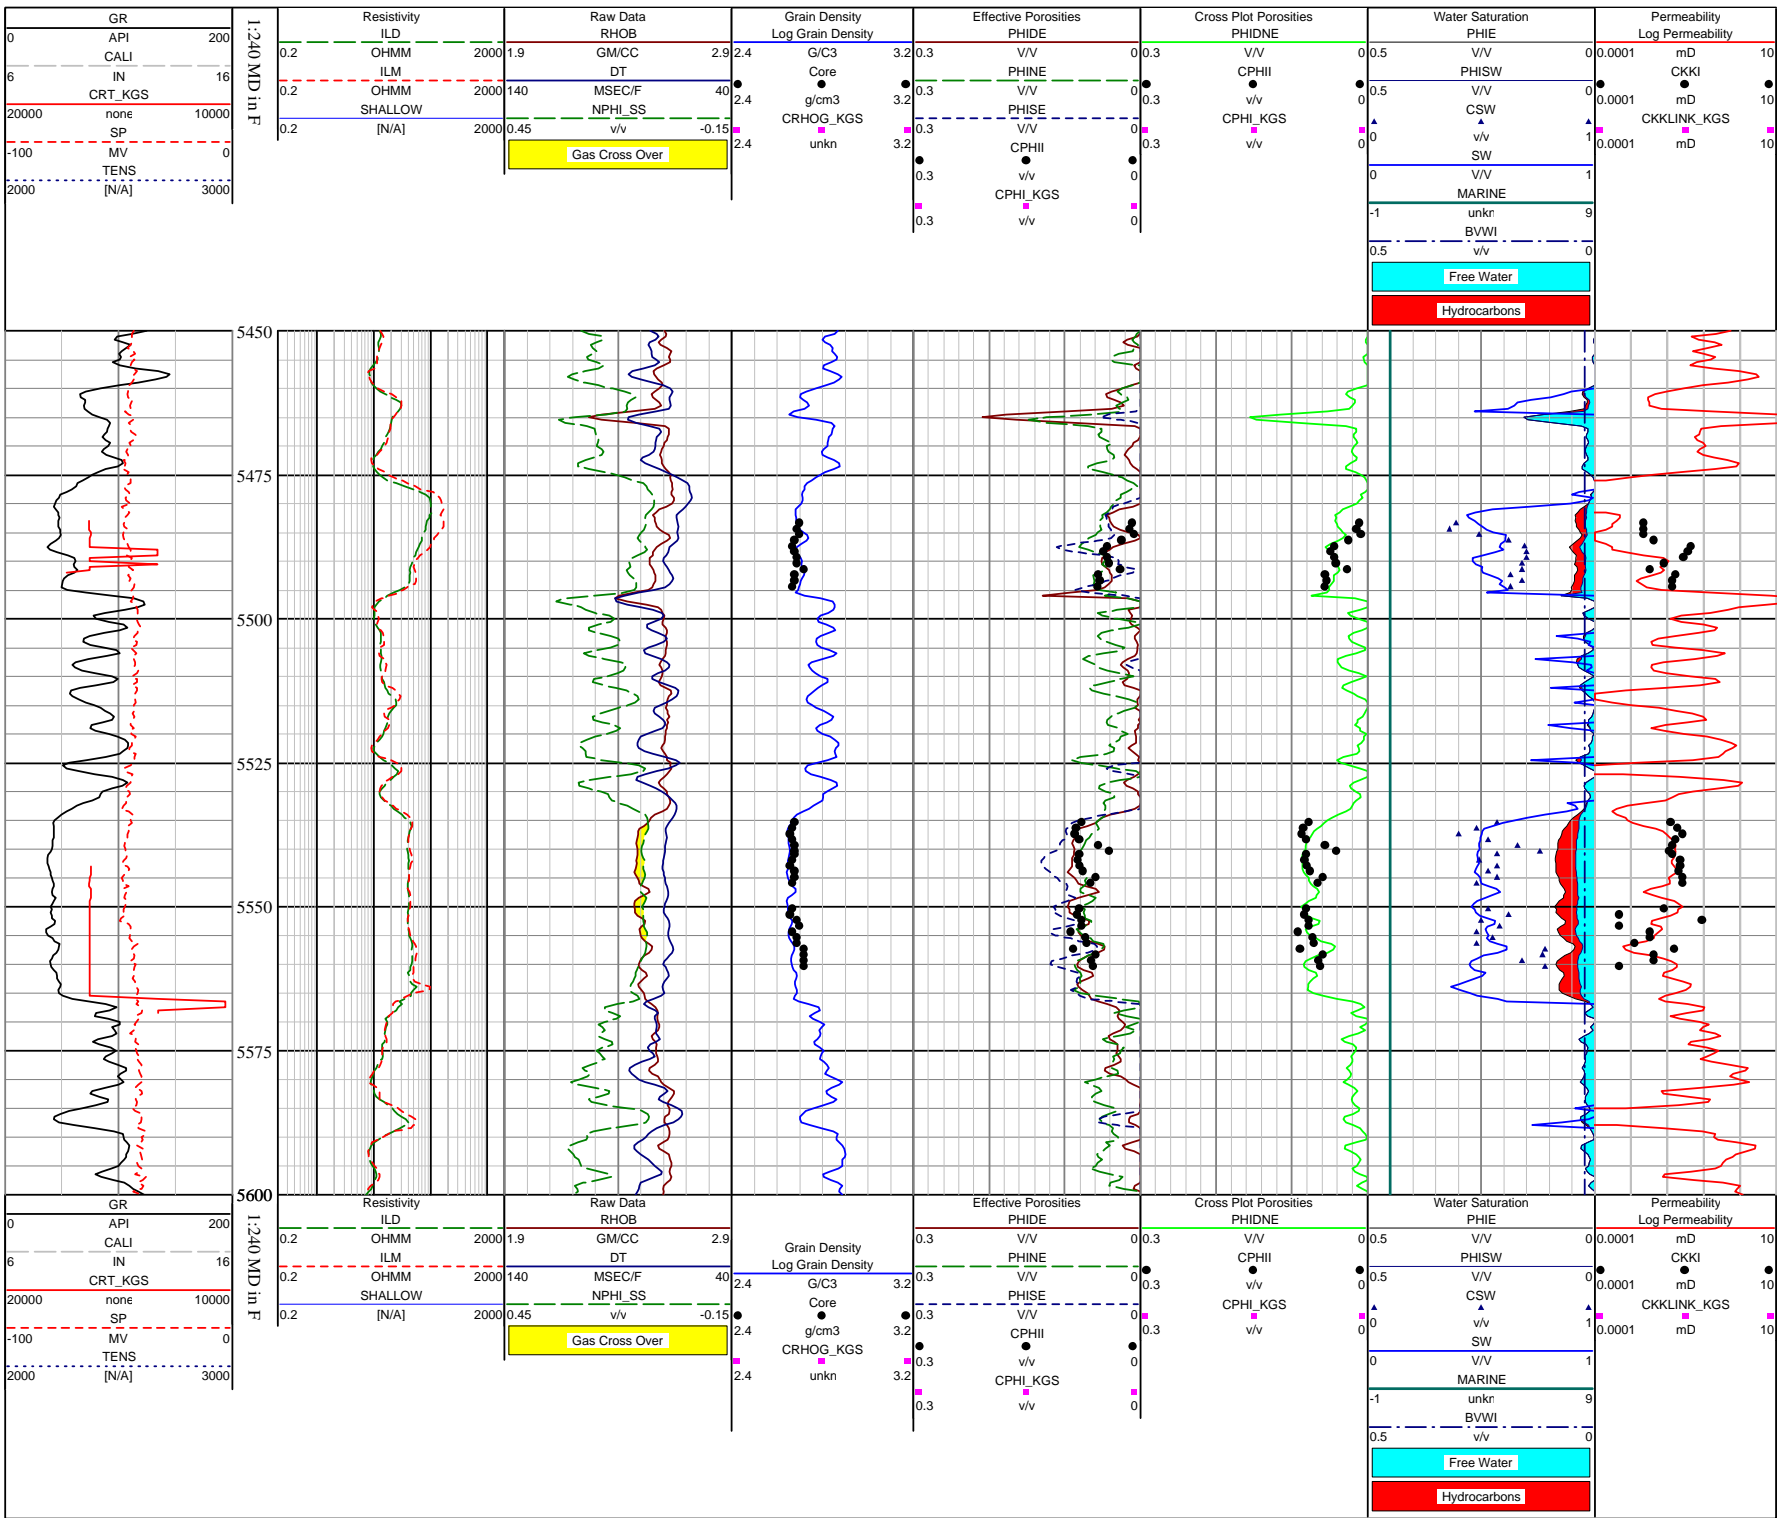 GR
0 API 200
CALI
6 IN 16
CRT_KGS
20000 none 10000
SP
-100 MV 0
TENS
2000 [N/A] 3000
1:240 MD in F
Resistivity
ILD
0.2 OHMM 2000
ILM
0.2 OHMM 2000
SHALLOW
0.2 [N/A] 2000
Raw Data
RHOB
1.9 GM/CC 2.9
DT
140 MSEC/F 40
NPHI_SS
0.45 v/v -0.15
Gas Cross Over
Grain Density
Log Grain Density
2.4 G/C3 3.2
Core
2.4 g/cm3 3.2
CRHOG_KGS
2.4 unkn 3.2
Effective Porosities
PHIDE
0.3 V/V 0
PHINE
0.3 V/V 0
PHISE
0.3 V/V 0
CPHII
0.3 v/v 0
CPHI_KGS
0.3 v/v 0
Cross Plot Porosities
PHIDNE
0.3 V/V 0
CPHII
0.3 v/v 0
CPHI_KGS
0.3 v/v 0
Water Saturation
PHIE
0.5 V/V 0
PHISW
0.5 V/V 0
CSW
0 v/v 1
SW
0 V/V 1
MARINE
-1 unkn 9
BVWI
0.5 v/v 0
Free Water
Hydrocarbons
Permeability
Log Permeability
0.0001 mD 10
CKKI
0.0001 mD 10
CKKLINK_KGS
0.0001 mD 10
5450
5475
5500
5525
5550
5575
5600
GR
0 API 200
CALI
6 IN 16
CRT_KGS
20000 none 10000
SP
-100 MV 0
TENS
2000 [N/A] 3000
1:240 MD in F
Resistivity
ILD
0.2 OHMM 2000
ILM
0.2 OHMM 2000
SHALLOW
0.2 [N/A] 2000
Raw Data
RHOB
1.9 GM/CC 2.9
DT
140 MSEC/F 40
NPHI_SS
0.45 v/v -0.15
Gas Cross Over
Grain Density
Log Grain Density
2.4 G/C3 3.2
Core
2.4 g/cm3 3.2
CRHOG_KGS
2.4 unkn 3.2
Effective Porosities
PHIDE
0.3 V/V 0
PHINE
0.3 V/V 0
PHISE
0.3 V/V 0
CPHII
0.3 v/v 0
CPHI_KGS
0.3 v/v 0
Cross Plot Porosities
PHIDNE
0.3 V/V 0
CPHII
0.3 v/v 0
CPHI_KGS
0.3 v/v 0
Water Saturation
PHIE
0.5 V/V 0
PHISW
0.5 V/V 0
CSW
0 v/v 1
SW
0 V/V 1
MARINE
-1 unkn 9
BVWI
0.5 v/v 0
Free Water
Hydrocarbons
Permeability
Log Permeability
0.0001 mD 10
CKKI
0.0001 mD 10
CKKLINK_KGS
0.0001 mD 10